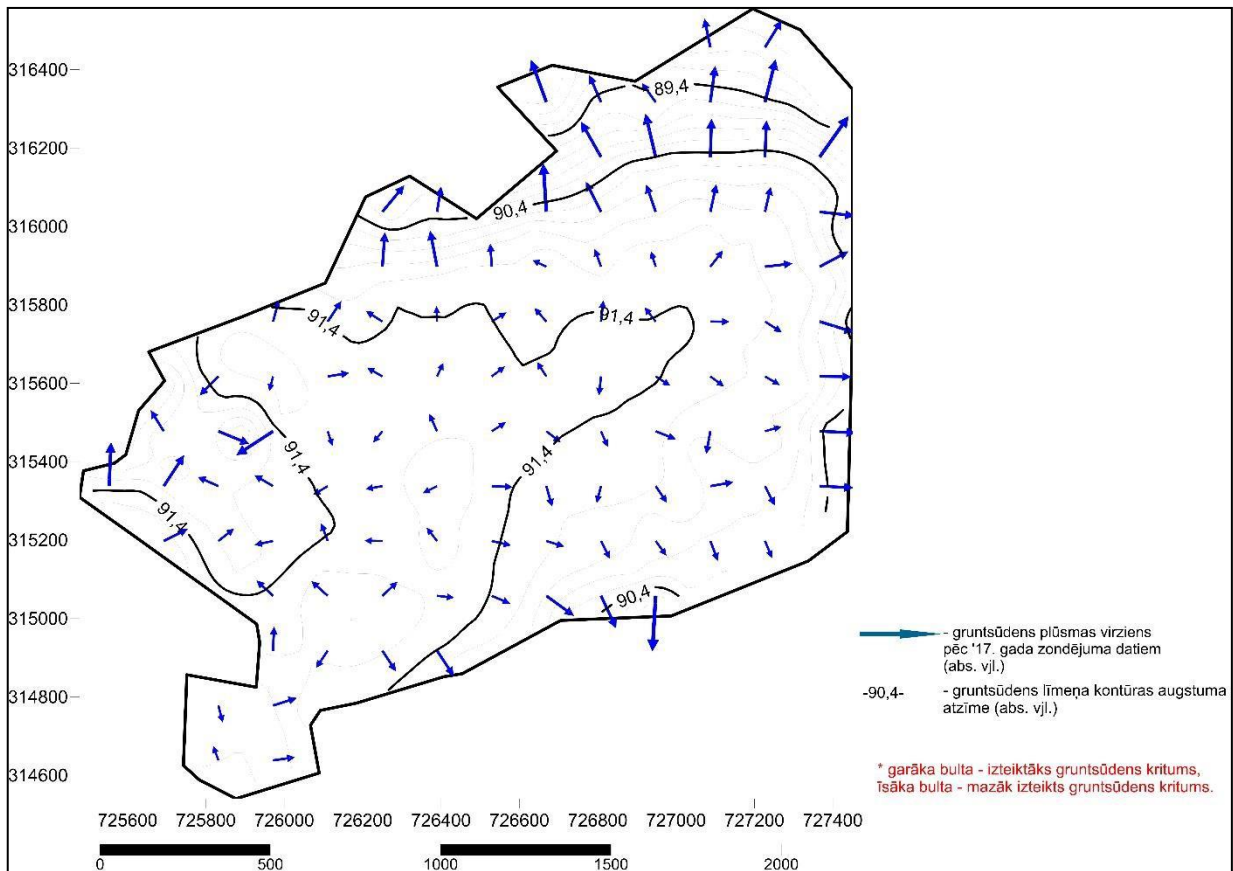 316400
316200
316000
315800
315600
315400
315200
315000
314800
314600
89,4
90,4
91,4
91,4
91,4
91,4
91,4
90,4
- gruntsūdens plūsmas virziens
pēc '17. gada zondējuma datiem
(abs. vjl.)
-90,4-
- gruntsūdens līmeņa kontūras augstuma
atzīme (abs. vjl.)
* garāka bulta - izteiktāks gruntsūdens kritums,
īsāka bulta - mazāk izteikts gruntsūdens kritums.
725600 725800 726000 726200 726400 726600 726800 727000 727200 727400
0 500 1000 1500 2000